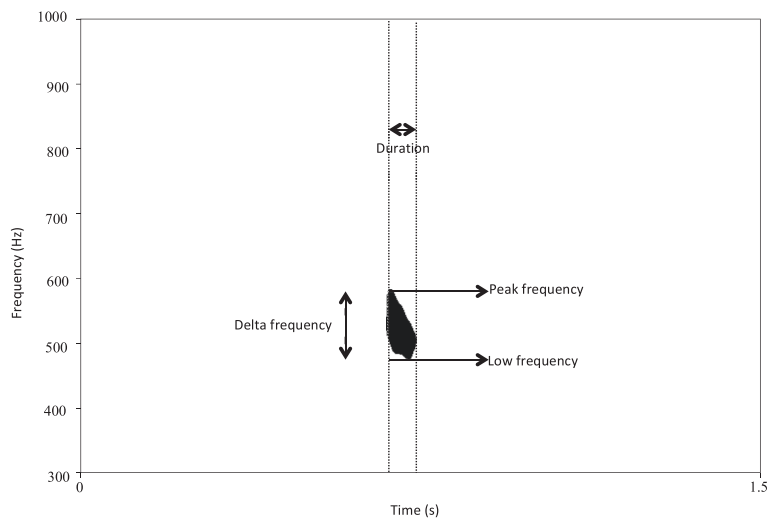 1000
900
800
Duration
700
Frequency (Hz)
600
Peak frequency
Delta frequency
500
Low frequency
400
300
0
1.5
Time (s)